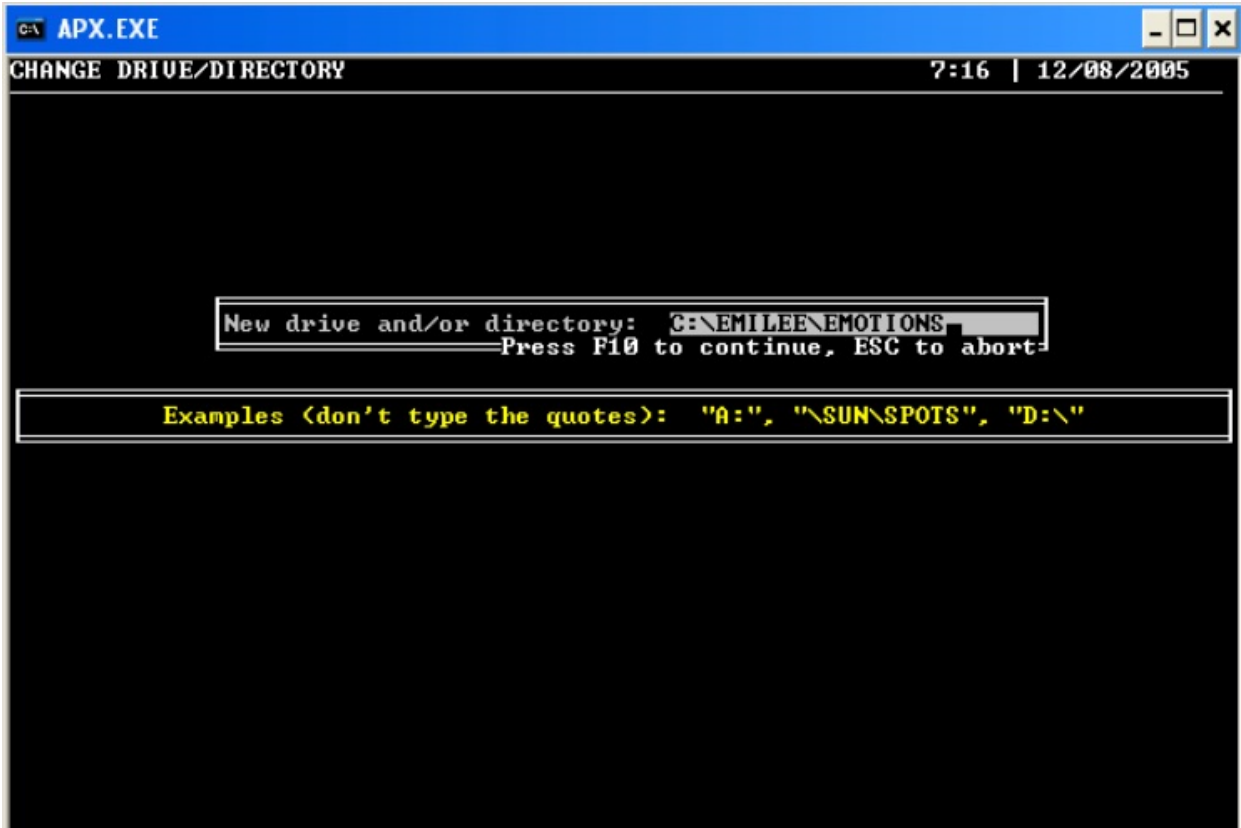 APX.EXE
CHANGE DRIVE/DIRECTORY 7:16 | 12/08/2005
New drive and/or directory: C:\EMILEE\EMOTIONS
Press F10 to continue, ESC to abort
Examples (don't type the quotes): "A:", "\SUN\SPOTS", "D:\"